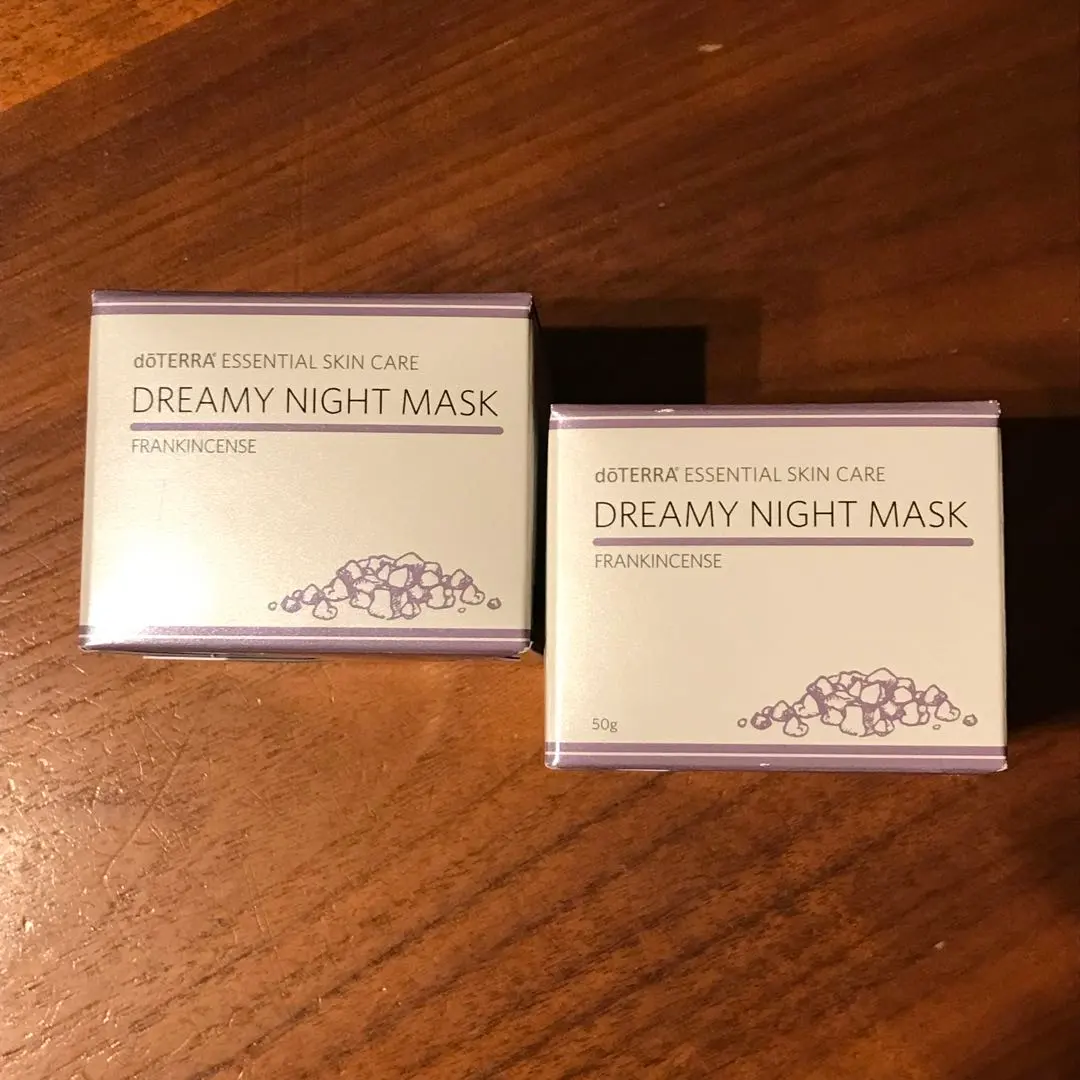 dōTERRA® ESSENTIAL SKIN CARE
DREAMY NIGHT MASK
FRANKINCENSE
dōTERRA® ESSENTIAL SKIN CARE
DREAMY NIGHT MASK
FRANKINCENSE
50g